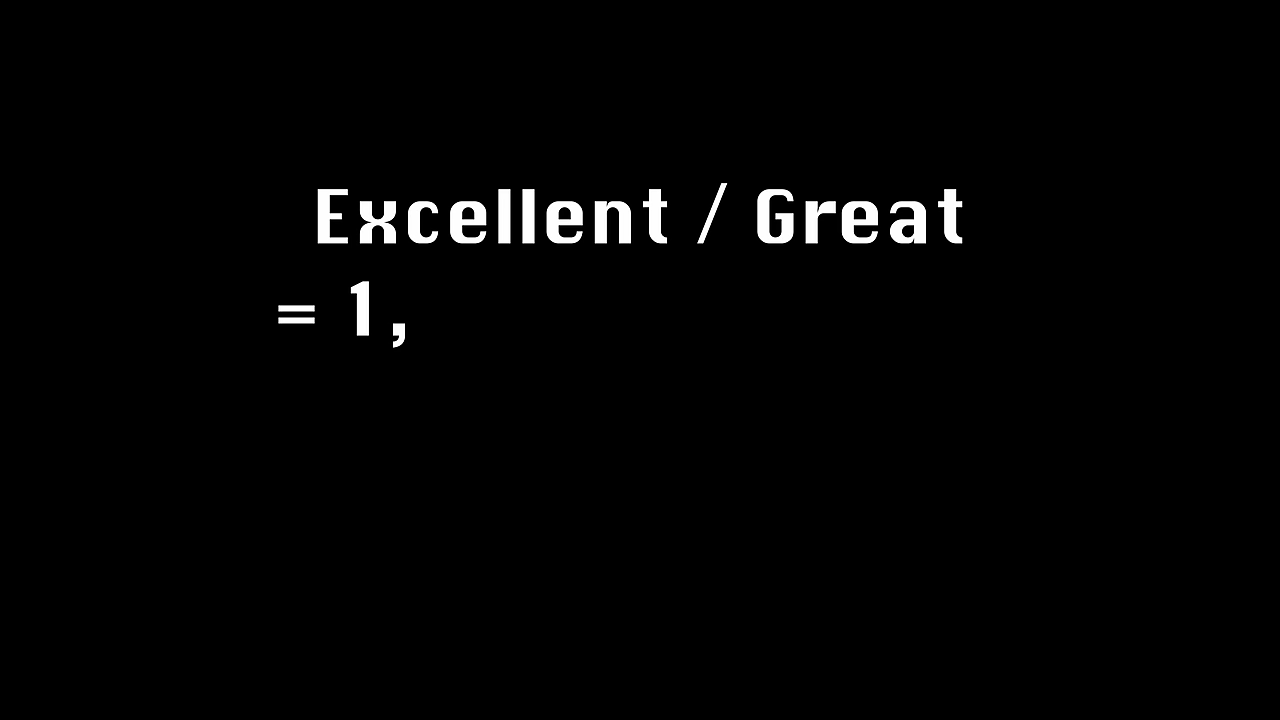 Excellent / Great
= 1,